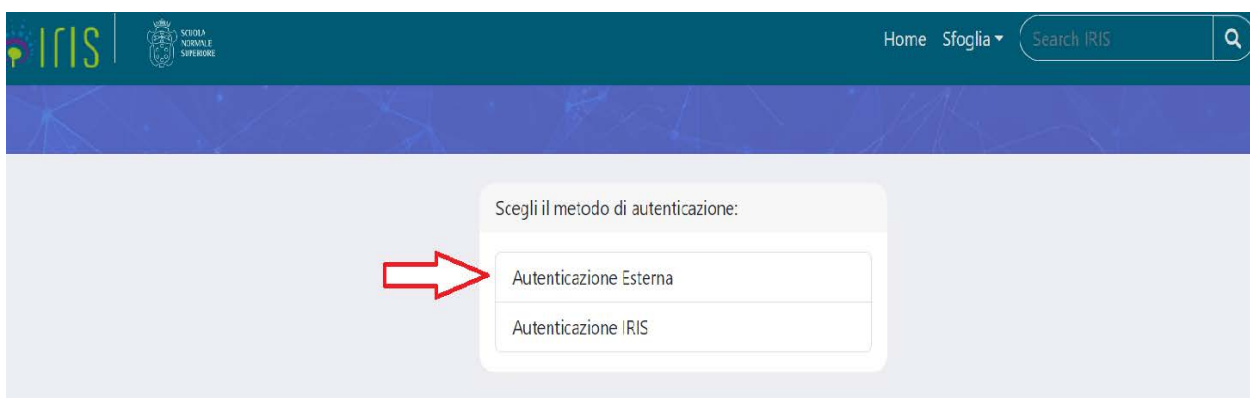 IRIS
SCUOLA
NORMALE
SUPERIORE
Home Sfoglia Search IRIS
Scegli il metodo di autenticazione:
Autenticazione Esterna
Autenticazione IRIS